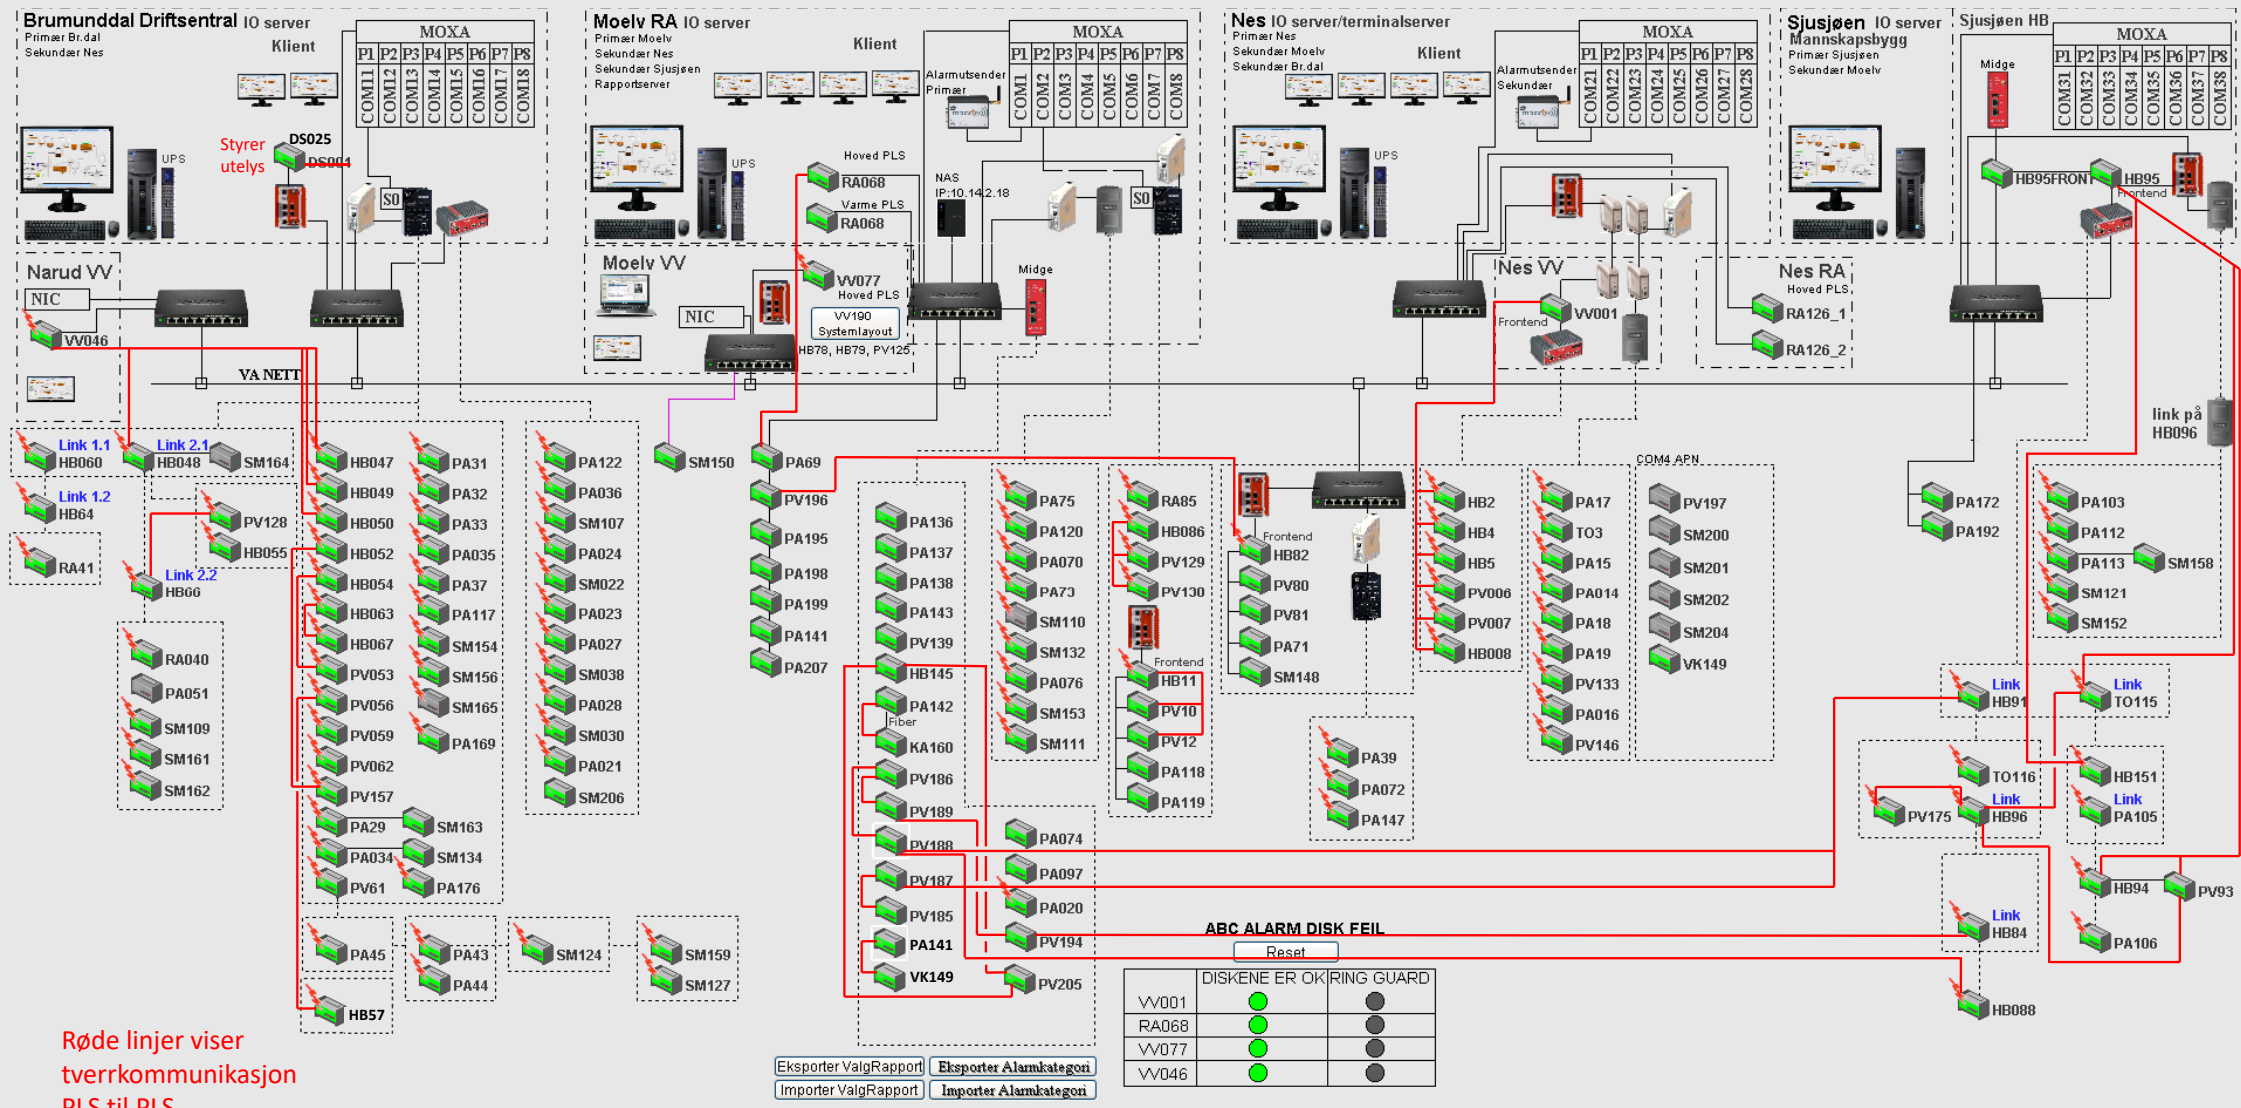 Brumunddal Driftsentral IO server
Primær Br.dal
Sekundær Nes
Klient
MOXA
P1 P2 P3 P4 P5 P6 P7 P8
COM11 COM12 COM13 COM14 COM15 COM16 COM17 COM18
UPS
Styrer
utelys
DS025
DS001
S0
Moelv RA IO server
Primær Moelv
Sekundær Nes
Sekundær Sjusjøen
Rapportserver
Klient
Alarmutsender
Primær
MOXA
P1 P2 P3 P4 P5 P6 P7 P8
COM1 COM2 COM3 COM4 COM5 COM6 COM7 COM8
UPS
Hoved PLS
RA068
Varme PLS
RA068
NAS
IP:10.14.2.18
S0
Nes IO server/terminalserver
Primær Nes
Sekundær Moelv
Sekundær Br.dal
Klient
Alarmutsender
Sekundær
MOXA
P1 P2 P3 P4 P5 P6 P7 P8
COM21 COM22 COM23 COM24 COM25 COM26 COM27 COM28
UPS
Sjusjøen IO server
Mannskapsbygg
Primær Sjusjøen
Sekundær Moelv
Sjusjøen HB
Midge
MOXA
P1 P2 P3 P4 P5 P6 P7 P8
COM31 COM32 COM33 COM34 COM35 COM36 COM37 COM38
HB95FRONT
HB95
Frontend
Narud VV
NIC
VV046
VA NETT
Moelv VV
NIC
VV077
Hoved PLS
VV190
Systemlayout
HB78, HB79, PV125
Midge
Nes VV
VV001
Frontend
Nes RA
Hoved PLS
RA126_1
RA126_2
link på
HB096
Link 1.1
HB060
Link 2.1
HB048
SM164
Link 1.2
HB64
RA41
PV128
HB055
Link 2.2
HB66
RA040
PA051
SM109
SM161
SM162
HB047
HB049
HB050
HB052
HB054
HB063
HB067
PV053
PV056
PV059
PV062
PV157
PA29
PA034
PV61
PA31
PA32
PA33
PA035
PA37
PA117
SM154
SM156
SM165
PA169
SM163
SM134
PA176
PA45
PA43
PA44
SM124
SM159
SM127
HB57
PA122
PA036
SM107
PA024
SM022
PA023
PA027
SM038
PA028
SM030
PA021
SM206
SM150
PA69
PV196
PA195
PA198
PA199
PA141
PA207
PA136
PA137
PA138
PA143
PV139
HB145
PA142
Fiber
KA160
PV186
PV189
PV188
PV187
PV185
PA141
VK149
PA75
PA120
PA070
PA73
SM110
SM132
PA076
SM153
SM111
PA074
PA097
PA020
PV194
PV205
RA85
HB086
PV129
PV130
Frontend
HB11
PV10
PV12
PA118
PA119
Frontend
HB82
PV80
PV81
PA71
SM148
PA39
PA072
PA147
HB2
HB4
HB5
PV006
PV007
HB008
PA17
TO3
PA15
PA014
PA18
PA19
PV133
PA016
PV146
COM4 APN
PV197
SM200
SM201
SM202
SM204
VK149
PA172
PA192
PA103
PA112
PA113
SM158
SM121
SM152
Link
HB91
Link
TO115
TO116
Link
HB96
PV175
HB151
Link
PA105
HB94
PV93
PA106
Link
HB84
HB088
ABC ALARM DISK FEIL
Reset
DISKENE ER OK RING GUARD
VV001
RA068
VV077
VV046
Eksporter ValgRapport Eksporter Alarmkategori
Importer ValgRapport Importer Alarmkategori
Røde linjer viser
tverrkommunikasjon
PLS til PLS